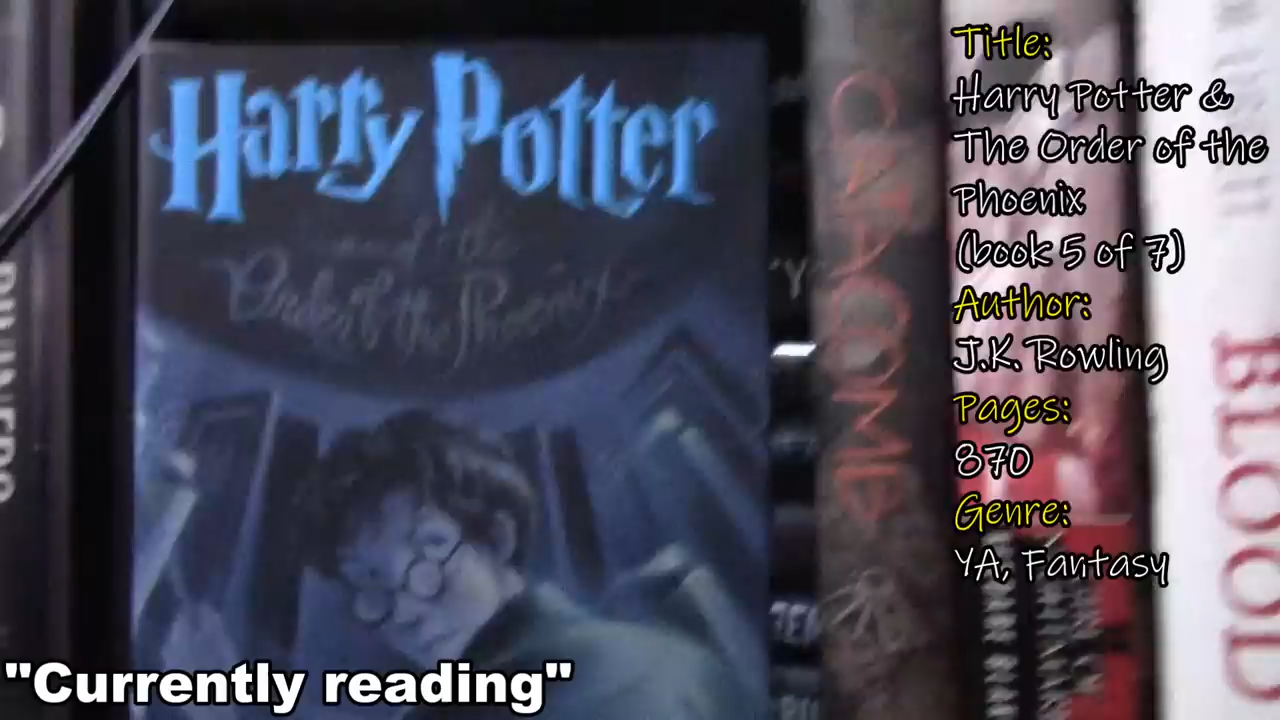 Harry Potter
and the
Order of the Phoenix
Title:
Harry Potter &
The Order of the
Phoenix
(book 5 of 7)
Author:
J.K. Rowling
Pages:
870
Genre:
YA, Fantasy
BLOOD
"Currently reading"